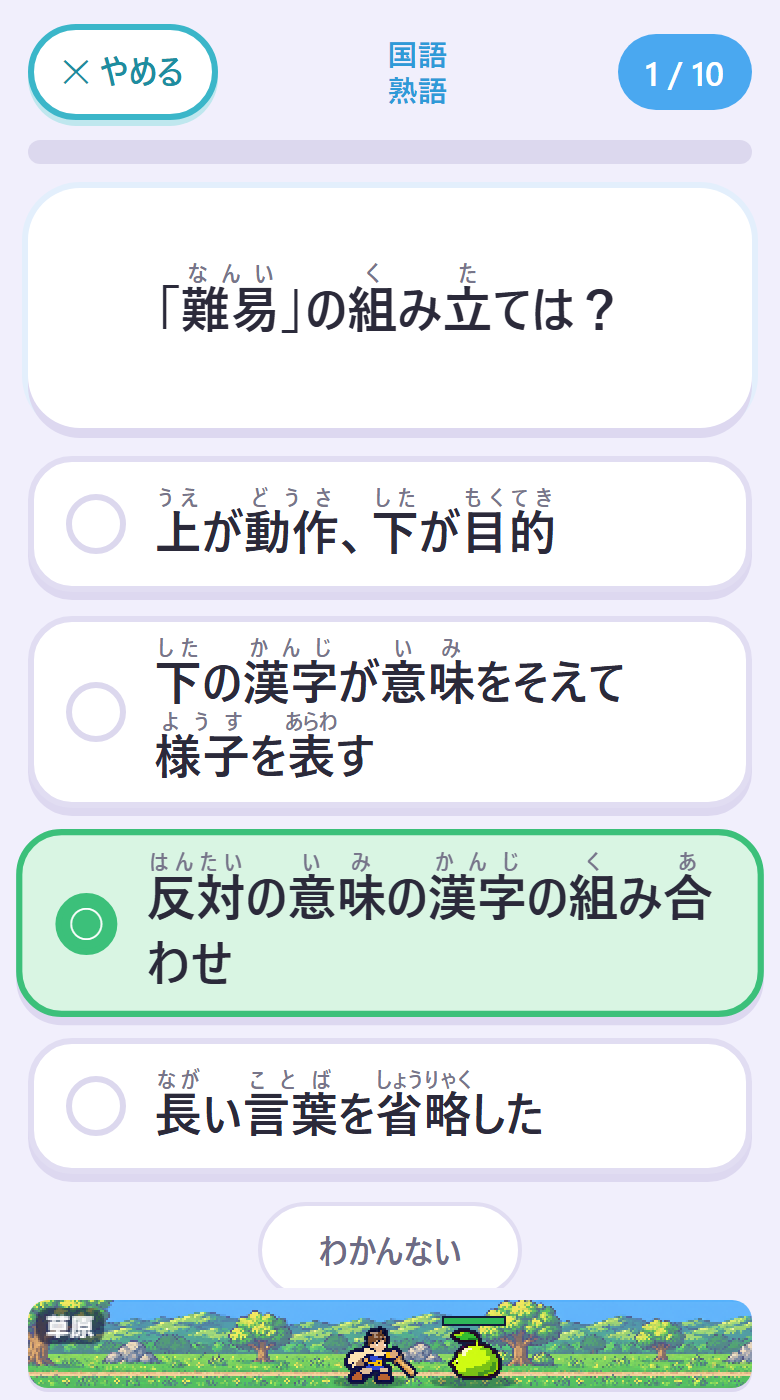 × やめる
国語
熟語
1 / 10
なんい く た
「難易」の組み立ては？
うえ どうさ した もくてき
上が動作、下が目的
した かんじ いみ
下の漢字が意味をそえて
ようす あらわ
様子を表す
はんたい いみ かんじ く あ
反対の意味の漢字の組み合
わせ
なが ことば しょうりゃく
長い言葉を省略した
わかんない
草原